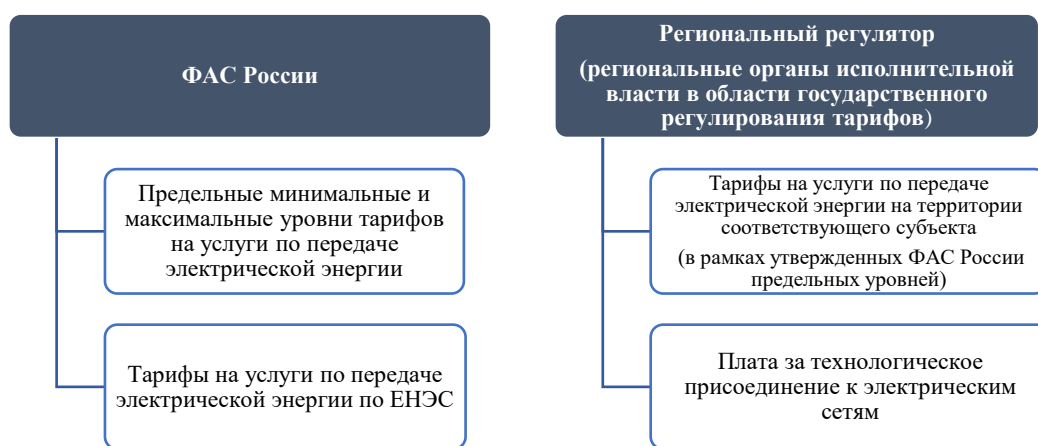 ФАС России
Предельные минимальные и
максимальные уровни тарифов
на услуги по передаче
электрической энергии
Тарифы на услуги по передаче
электрической энергии по ЕНЭС
Региональный регулятор
(региональные органы исполнительной
власти в области государственного
регулирования тарифов)
Тарифы на услуги по передаче
электрической энергии на территории
соответствующего субъекта
(в рамках утвержденных ФАС России
предельных уровней)
Плата за технологическое
присоединение к электрическим
сетям